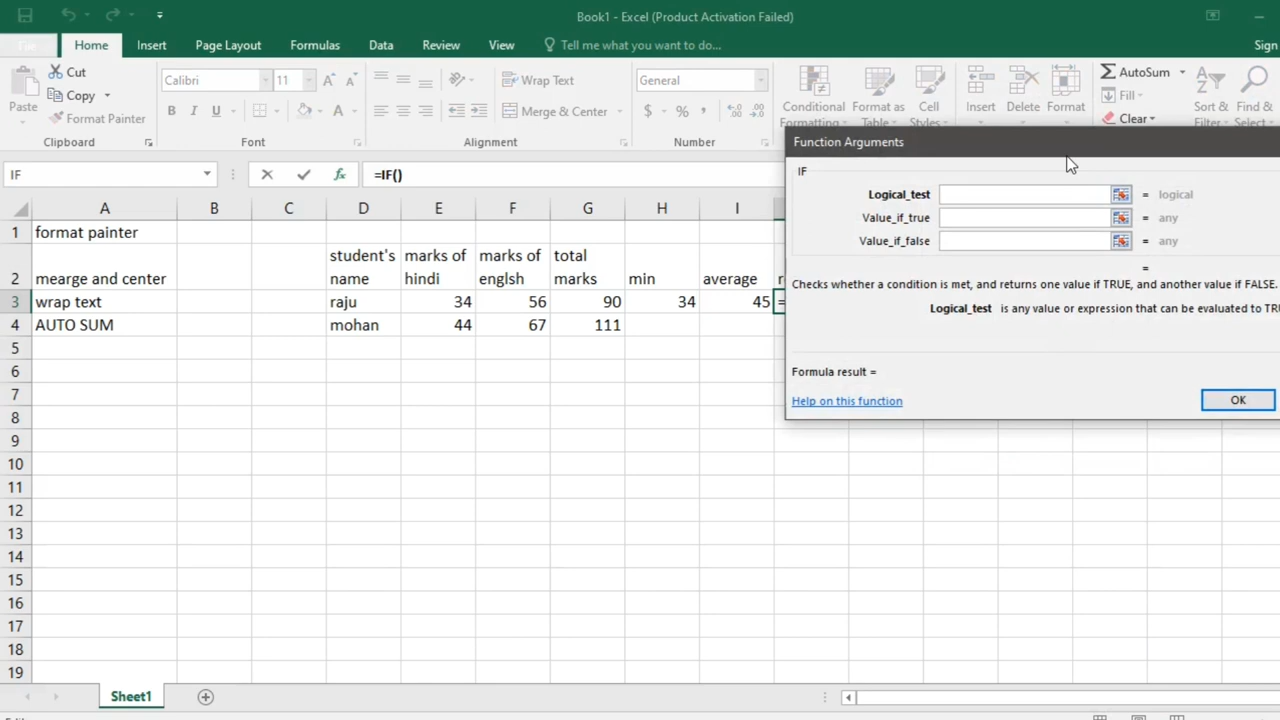 Book1 - Excel (Product Activation Failed)
File Home Insert Page Layout Formulas Data Review View Tell me what you want to do... Sign
Paste Cut Calibri 11 Wrap Text General Conditional Formatting Format as Table Cell Styles Insert Delete Format AutoSum Sort & Filter Find &
Copy B I U Merge & Center $ % , Fill
Format Painter Clear
Clipboard Font Alignment Number
IF fx =IF()
Function Arguments
IF
Logical_test = logical
Value_if_true = any
Value_if_false = any
=
Checks whether a condition is met, and returns one value if TRUE, and another value if FALSE.
Logical_test is any value or expression that can be evaluated to TRU
Formula result =
Help on this function OK
A B C D E F G H I
1 format painter
2 mearge and center student's name marks of hindi marks of englsh total marks min average r
3 wrap text raju 34 56 90 34 45 =
4 AUTO SUM mohan 44 67 111
5
6
7
8
9
10
11
12
13
14
15
16
17
18
19
Sheet1